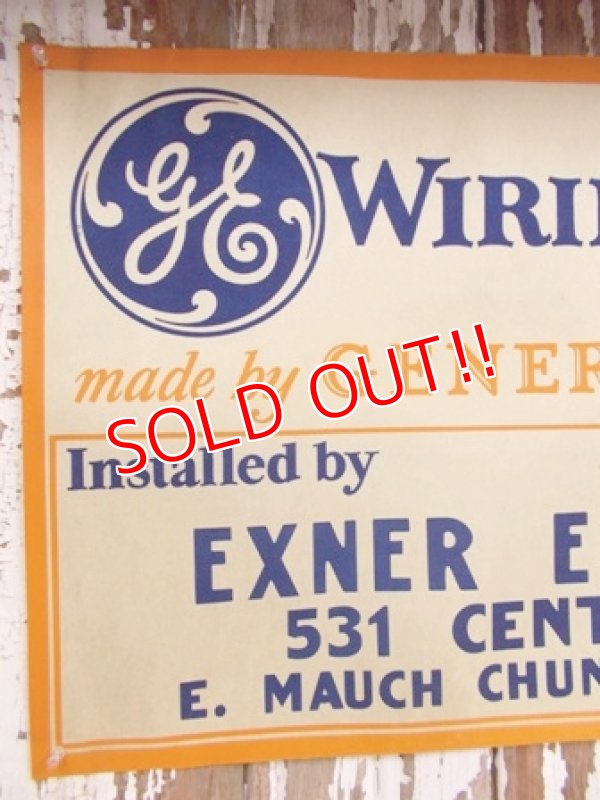 GE WIRI
made by GENER
SOLD OUT!!
Installed by
EXNER E
531 CENT
E. MAUCH CHUN